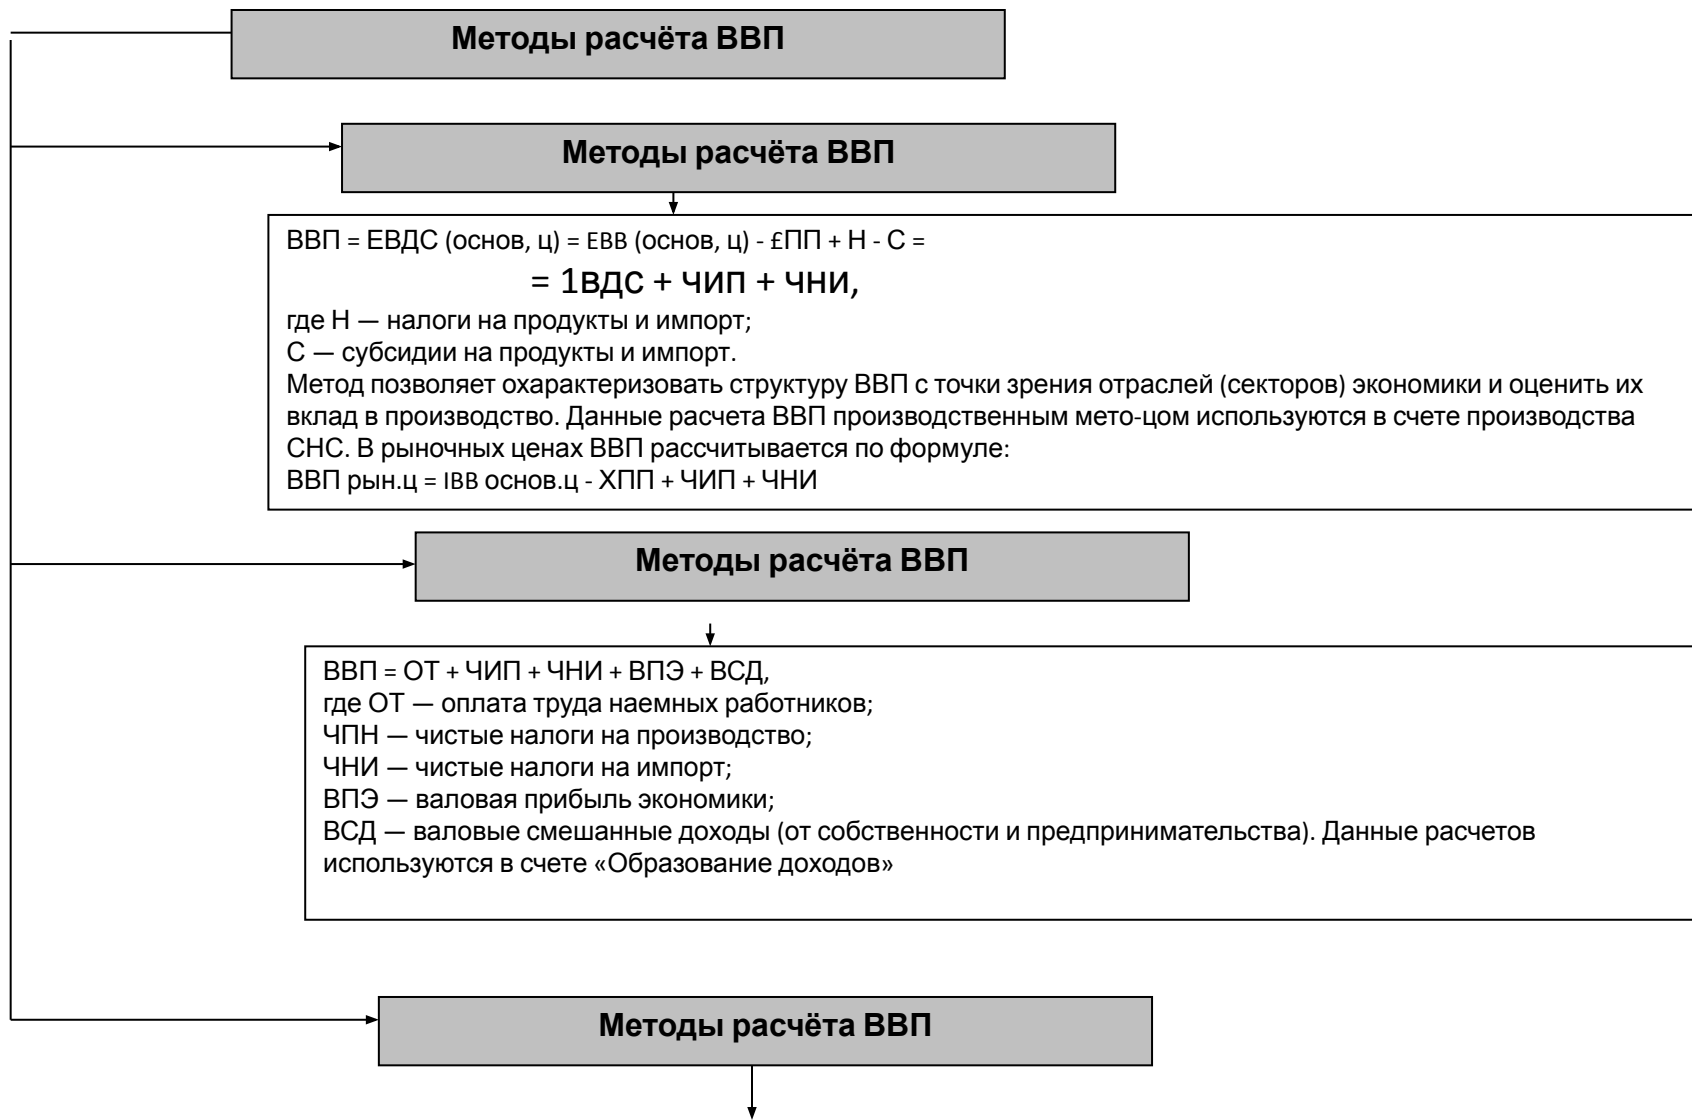 Методы расчёта ВВП
Методы расчёта ВВП
ВВП = ЕВДС (основ, ц) = ЕВВ (основ, ц) - £ПП + Н - С =
= 1ВДС + ЧИП + ЧНИ,
где Н — налоги на продукты и импорт;
С — субсидии на продукты и импорт.
Метод позволяет охарактеризовать структуру ВВП с точки зрения отраслей (секторов) экономики и оценить их
вклад в производство. Данные расчета ВВП производственным мето-цом используются в счете производства
СНС. В рыночных ценах ВВП рассчитывается по формуле:
ВВП рын.ц = IВВ основ.ц - ХПП + ЧИП + ЧНИ
Методы расчёта ВВП
ВВП = ОТ + ЧИП + ЧНИ + ВПЭ + ВСД,
где ОТ — оплата труда наемных работников;
ЧПН — чистые налоги на производство;
ЧНИ — чистые налоги на импорт;
ВПЭ — валовая прибыль экономики;
ВСД — валовые смешанные доходы (от собственности и предпринимательства). Данные расчетов
используются в счете «Образование доходов»
Методы расчёта ВВП